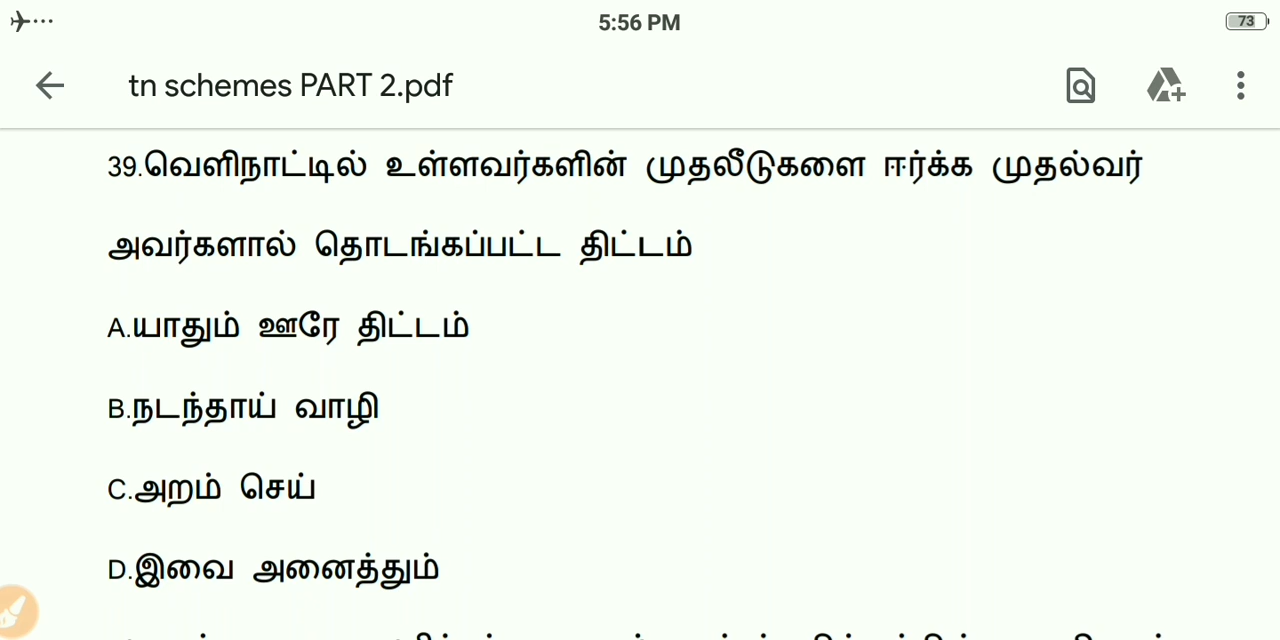 5:56 PM
73
tn schemes PART 2.pdf
39.வெளிநாட்டில் உள்ளவர்களின் முதலீடுகளை ஈர்க்க முதல்வர்
அவர்களால் தொடங்கப்பட்ட திட்டம்
A.யாதும் ஊரே திட்டம்
B.நடந்தாய் வாழி
C.அறம் செய்
D.இவை அனைத்தும்